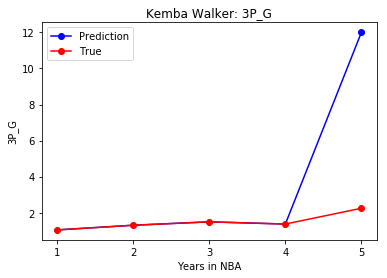 Kemba Walker: 3P_G
Prediction
True
3P_G
12
10
8
6
4
2
1 2 3 4 5
Years in NBA